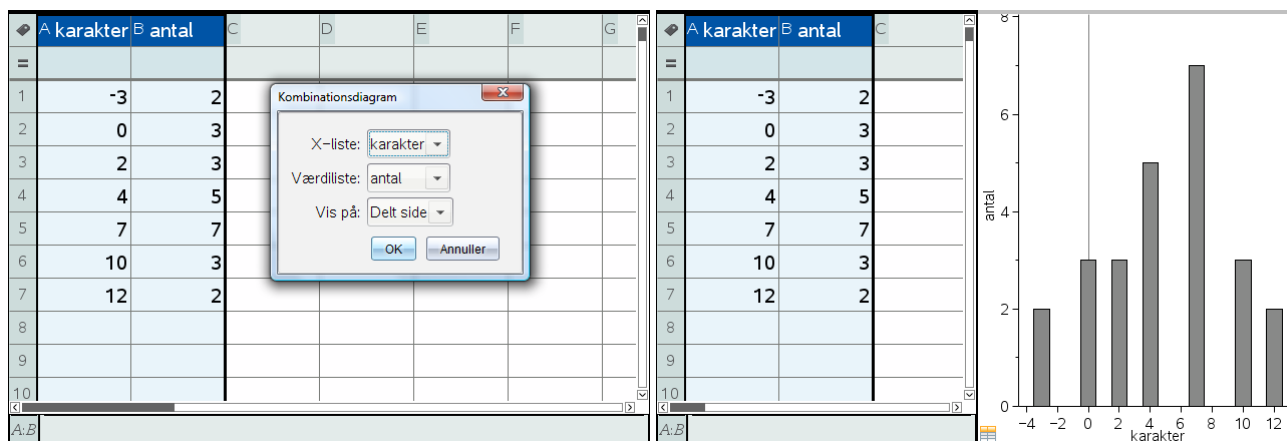 A karakter B antal C D E F G
=
1 -3 2
2 0 3
3 2 3
4 4 5
5 7 7
6 10 3
7 12 2
8
9
10
A:B
Kombinationsdiagram
X-liste: karakter
Værdiliste: antal
Vis på: Delt side
OK Annuller
A karakter B antal C
=
1 -3 2
2 0 3
3 2 3
4 4 5
5 7 7
6 10 3
7 12 2
8
9
10
A:B
8
6
4
2
0
antal
-4 -2 0 2 4 6 8 10 12
karakter